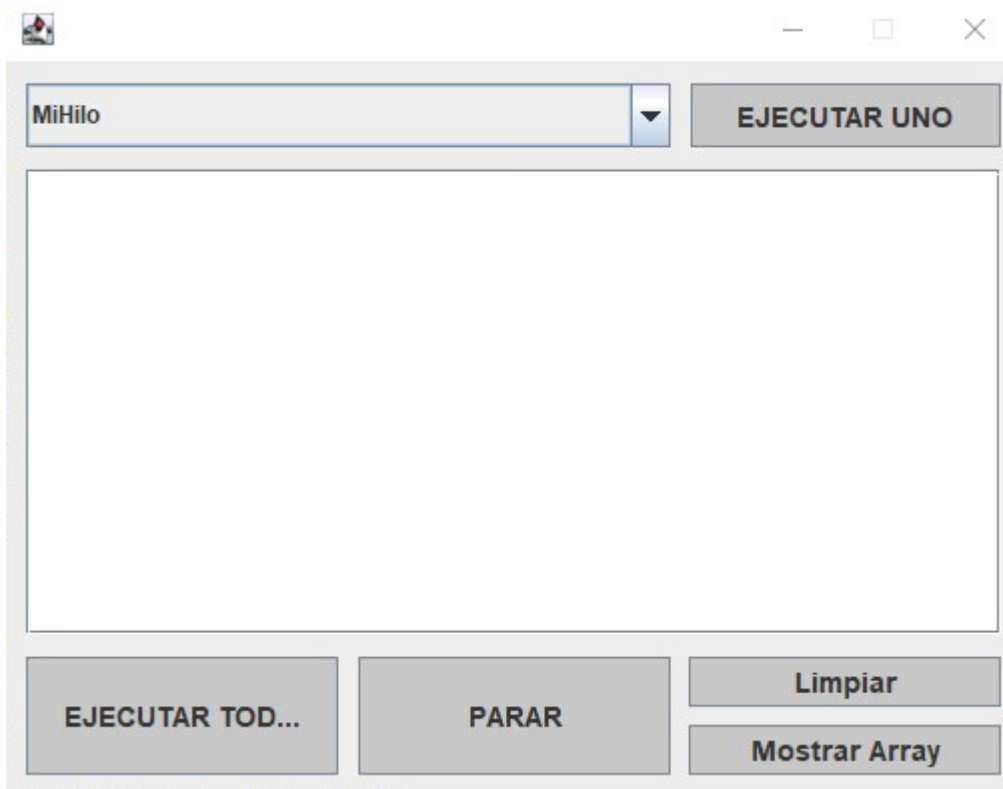 MiHilo
EJECUTAR UNO
EJECUTAR TOD...
PARAR
Limpiar
Mostrar Array